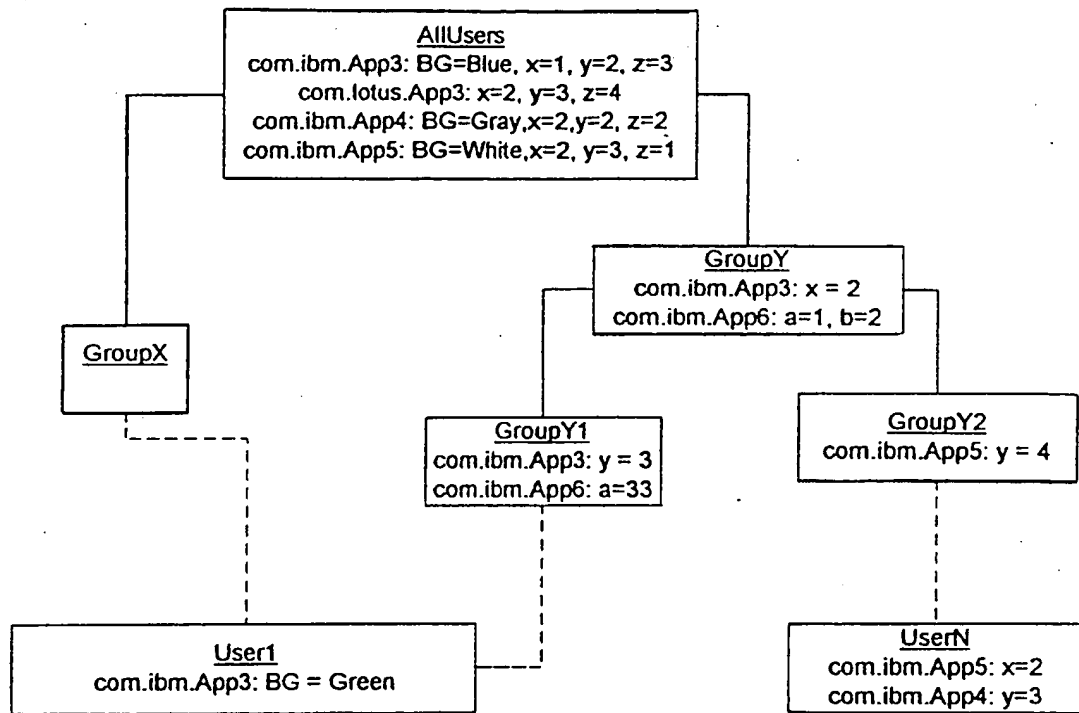 AllUsers
com.ibm.App3: BG=Blue, x=1, y=2, z=3
com.lotus.App3: x=2, y=3, z=4
com.ibm.App4: BG=Gray,x=2,y=2, z=2
com.ibm.App5: BG=White,x=2, y=3, z=1
GroupY
com.ibm.App3: x = 2
com.ibm.App6: a=1, b=2
GroupX
GroupY1
com.ibm.App3: y = 3
com.ibm.App6: a=33
GroupY2
com.ibm.App5: y = 4
User1
com.ibm.App3: BG = Green
UserN
com.ibm.App5: x=2
com.ibm.App4: y=3